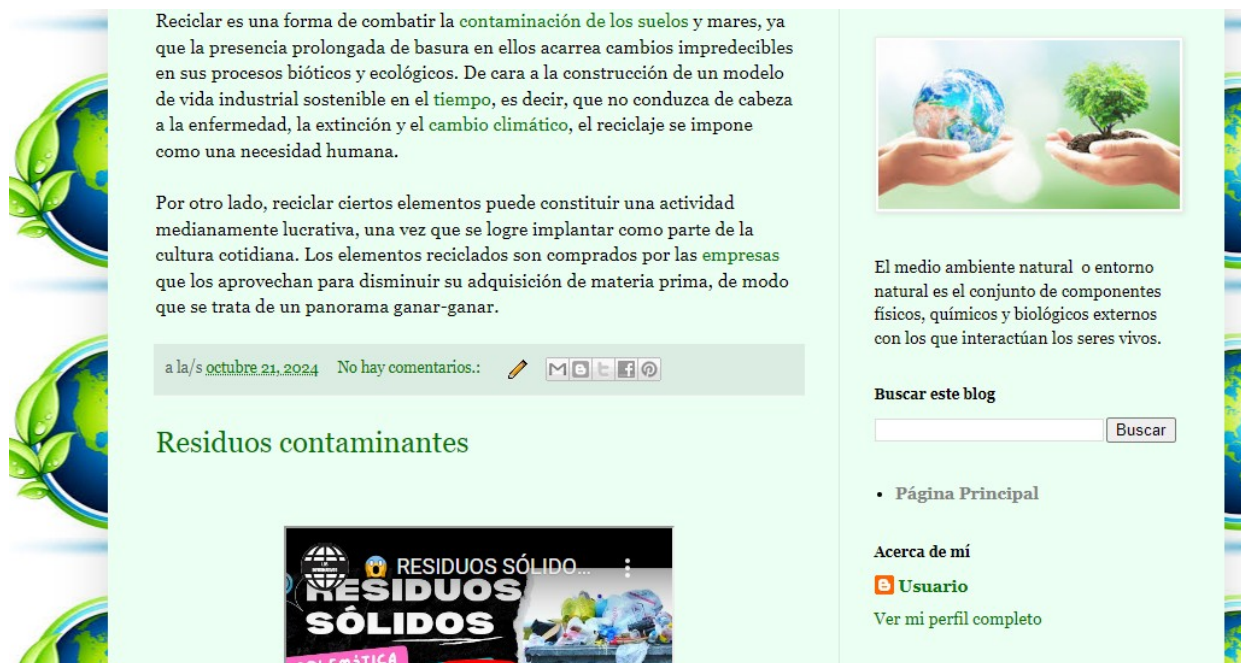 Reciclar es una forma de combatir la contaminación de los suelos y mares, ya
que la presencia prolongada de basura en ellos acarrea cambios impredecibles
en sus procesos bióticos y ecológicos. De cara a la construcción de un modelo
de vida industrial sostenible en el tiempo, es decir, que no conduzca de cabeza
a la enfermedad, la extinción y el cambio climático, el reciclaje se impone
como una necesidad humana.
Por otro lado, reciclar ciertos elementos puede constituir una actividad
medianamente lucrativa, una vez que se logre implantar como parte de la
cultura cotidiana. Los elementos reciclados son comprados por las empresas
que los aprovechan para disminuir su adquisición de materia prima, de modo
que se trata de un panorama ganar-ganar.
a la/s octubre 21, 2024 No hay comentarios.:
Residuos contaminantes
RESIDUOS SÓLIDO...
RESIDUOS
SÓLIDOS
El medio ambiente natural o entorno
natural es el conjunto de componentes
físicos, químicos y biológicos externos
con los que interactúan los seres vivos.
Buscar este blog
Buscar
Página Principal
Acerca de mí
Usuario
Ver mi perfil completo